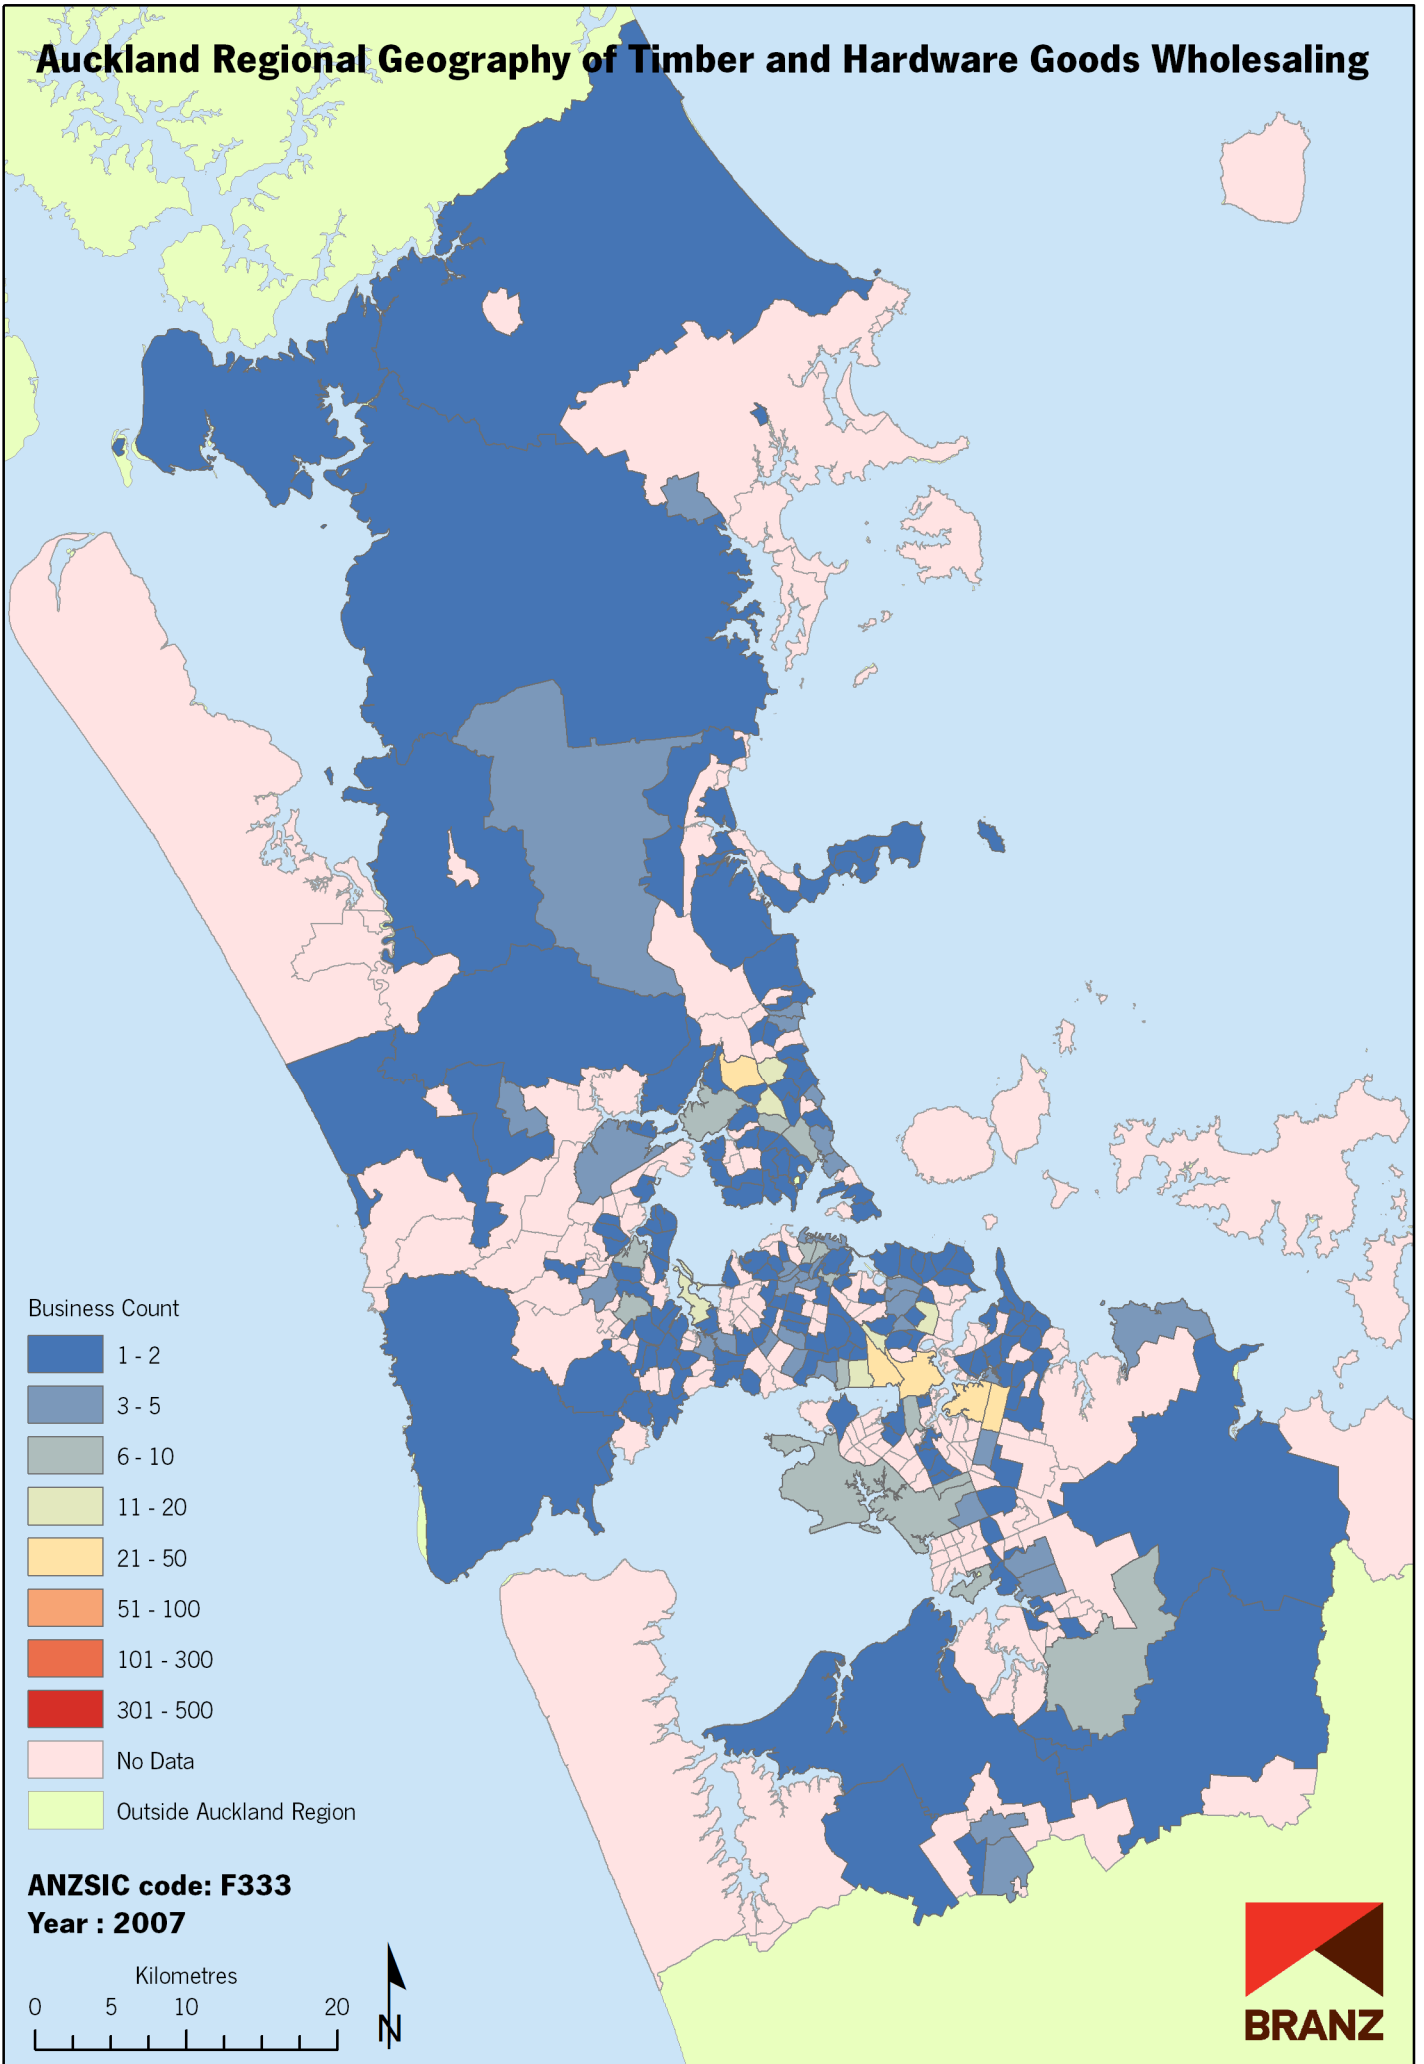 Auckland Regional Geography of Timber and Hardware Goods Wholesaling
Business Count
1 - 2
3 - 5
6 - 10
11 - 20
21 - 50
51 - 100
101 - 300
301 - 500
No Data
Outside Auckland Region
ANZSIC code: F333
Year : 2007
Kilometres
0 5 10 20
N
BRANZ